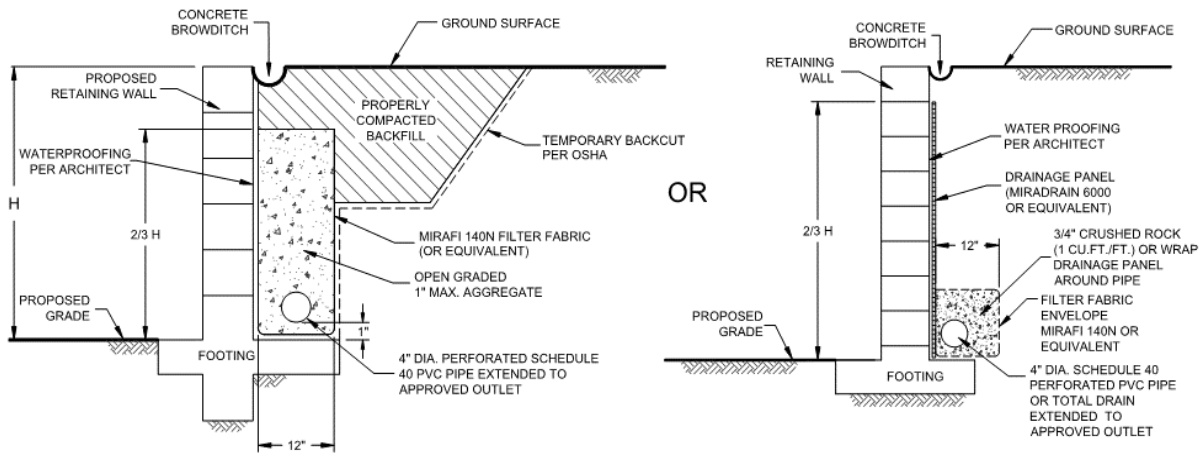 CONCRETE
BROWDITCH
GROUND SURFACE
PROPOSED
RETAINING WALL
PROPERLY
COMPACTED
BACKFILL
TEMPORARY BACKCUT
PER OSHA
WATERPROOFING
PER ARCHITECT
H
2/3 H
MIRAFI 140N FILTER FABRIC
(OR EQUIVALENT)
OPEN GRADED
1" MAX. AGGREGATE
PROPOSED
GRADE
1"
FOOTING
4" DIA. PERFORATED SCHEDULE
40 PVC PIPE EXTENDED TO
APPROVED OUTLET
12"
OR
CONCRETE
BROWDITCH
GROUND SURFACE
RETAINING
WALL
WATER PROOFING
PER ARCHITECT
DRAINAGE PANEL
(MIRADRAIN 6000
OR EQUIVALENT)
2/3 H
12"
3/4" CRUSHED ROCK
(1 CU.FT./FT.) OR WRAP
DRAINAGE PANEL
AROUND PIPE
PROPOSED
GRADE
FILTER FABRIC
ENVELOPE
MIRAFI 140N OR
EQUIVALENT
FOOTING
4" DIA. SCHEDULE 40
PERFORATED PVC PIPE
OR TOTAL DRAIN
EXTENDED TO
APPROVED OUTLET